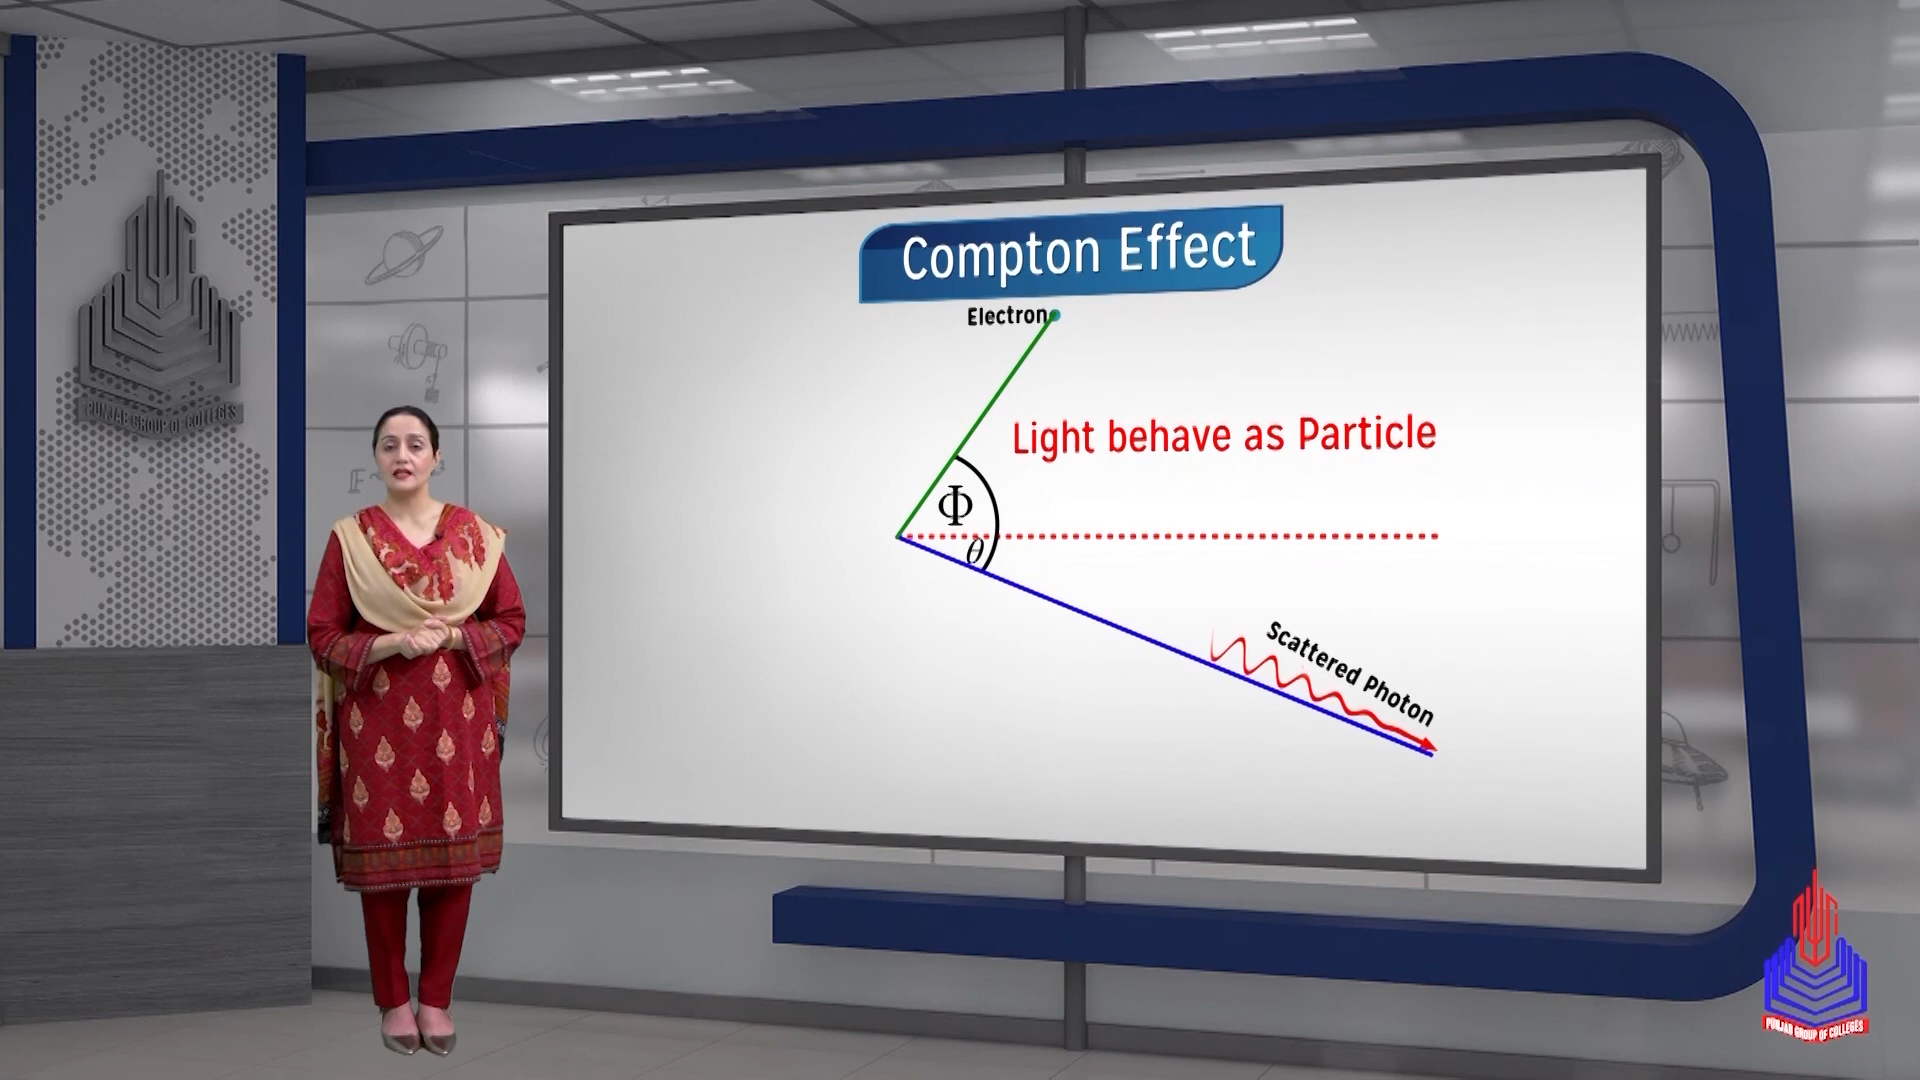 Compton Effect
Electron
Light behave as Particle
Φ
θ
Scattered Photon
PUNJAB GROUP OF COLLEGES
PUNJAB GROUP OF COLLEGES